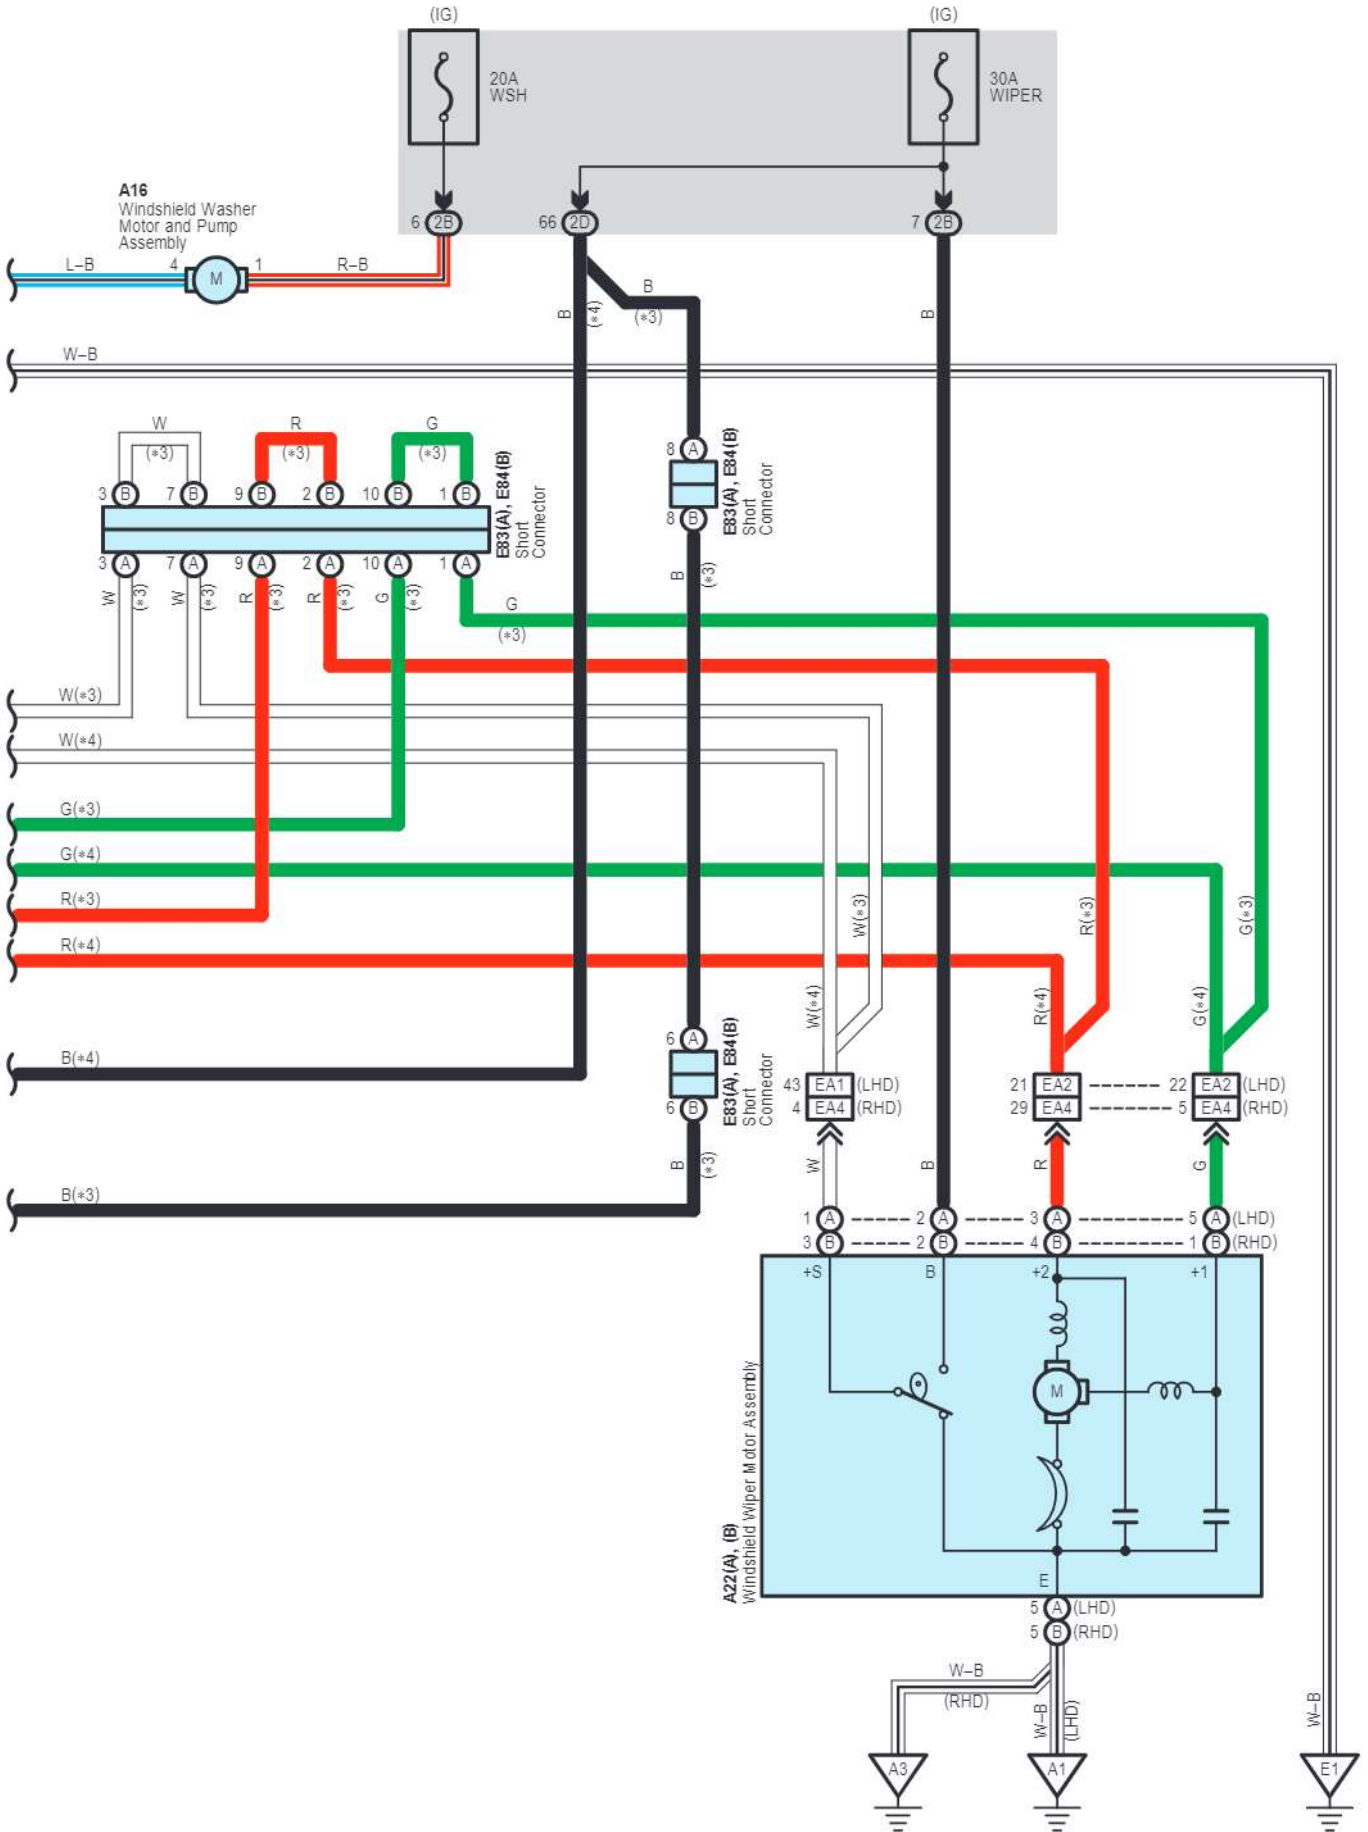 (IG)
(IG)
20A
WSH
30A
WIPER
6 2B
66 2D
7 2B
A16
Windshield Washer
Motor and Pump
Assembly
L–B
4
M
1
R–B
B
(∗4)
B
(∗3)
B
W–B
W
(∗3)
R
(∗3)
G
(∗3)
3 B
7 B
9 B
2 B
10 B
1 B
E83(A), E84(B)
Short
Connector
3 A
7 A
9 A
2 A
10 A
1 A
W
(∗3)
W
(∗3)
R
(∗3)
R
(∗3)
G
(∗3)
G
(∗3)
8 A
8 B
E83(A), E84(B)
Short
Connector
B
(∗3)
W(∗3)
W(∗4)
G(∗3)
G(∗4)
R(∗3)
R(∗4)
W(∗3)
R(∗3)
G(∗3)
W(∗4)
R(∗4)
G(∗4)
B(∗4)
6 A
6 B
E83(A), E84(B)
Short
Connector
B
(∗3)
B(∗3)
43 EA1 (LHD)
4 EA4 (RHD)
21 EA2
29 EA4
22 EA2 (LHD)
5 EA4 (RHD)
W
B
R
G
1 A
2 A
3 A
5 A (LHD)
3 B
2 B
4 B
1 B (RHD)
+S
B
+2
+1
M
A22(A), (B)
Windshield Wiper Motor Assembly
E
5 A (LHD)
5 B (RHD)
W–B
(RHD)
W–B
(LHD)
W–B
A3
A1
E1